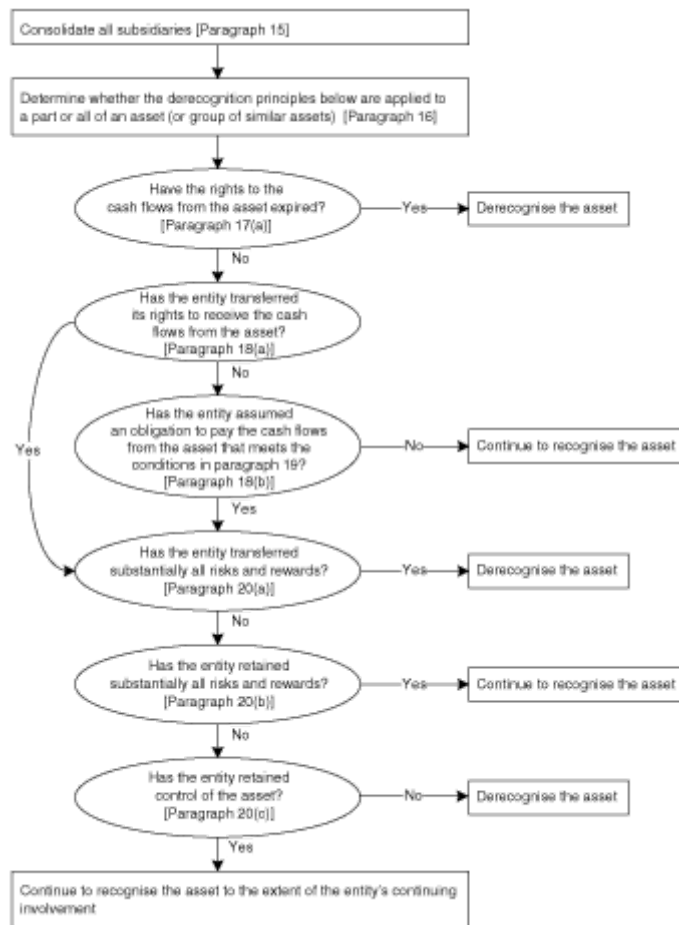 Consolidate all subsidiaries [Paragraph 15]
Determine whether the derecognition principles below are applied to
a part or all of an asset (or group of similar assets) [Paragraph 16]
Have the rights to the
cash flows from the asset expired?
[Paragraph 17(a)]
Yes
Derecognise the asset
No
Has the entity transferred
its rights to receive the cash
flows from the asset?
[Paragraph 18(a)]
No
Yes
Has the entity assumed
an obligation to pay the cash flows
from the asset that meets the
conditions in paragraph 19?
[Paragraph 18(b)]
No
Continue to recognise the asset
Yes
Has the entity transferred
substantially all risks and rewards?
[Paragraph 20(a)]
Yes
Derecognise the asset
No
Has the entity retained
substantially all risks and rewards?
[Paragraph 20(b)]
Yes
Continue to recognise the asset
No
Has the entity retained
control of the asset?
[Paragraph 20(c)]
No
Derecognise the asset
Yes
Continue to recognise the asset to the extent of the entity's continuing
involvement